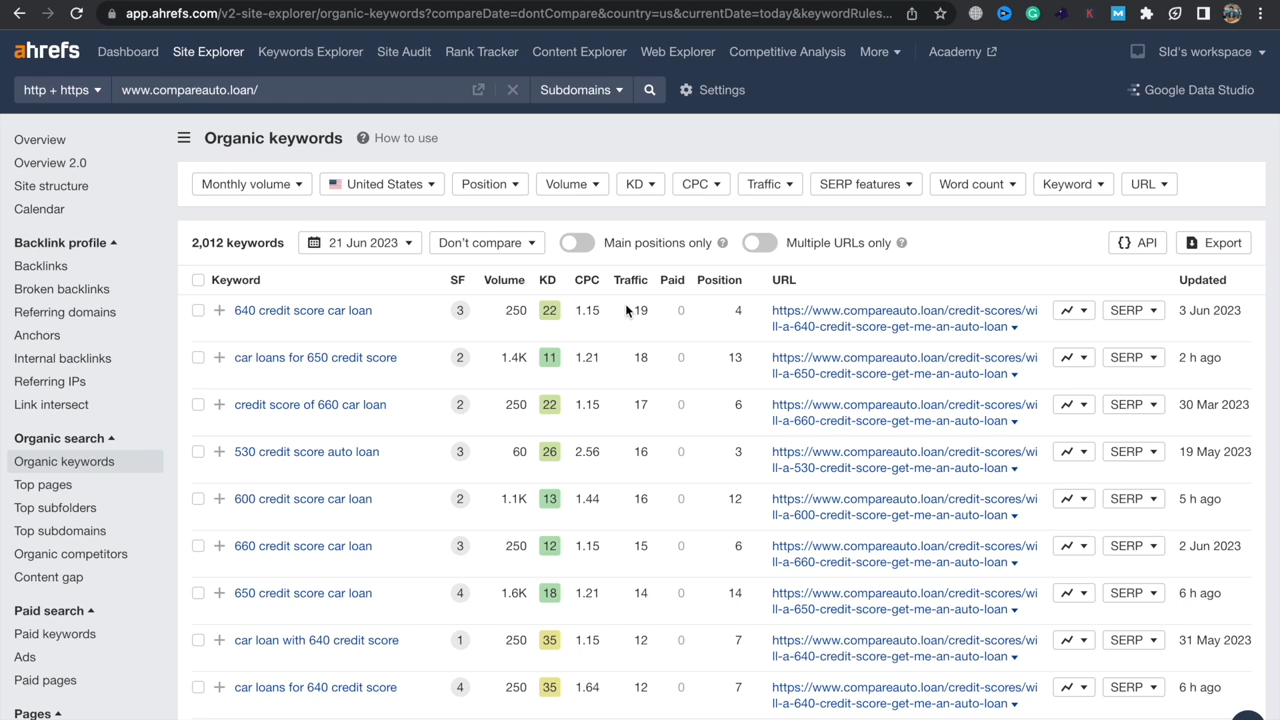 app.ahrefs.com/v2-site-explorer/organic-keywords?compareDate=dontCompare&country=us&currentDate=today&keywordRules...
ahrefs Dashboard Site Explorer Keywords Explorer Site Audit Rank Tracker Content Explorer Web Explorer Competitive Analysis More Academy SId's workspace
http + https www.compareauto.loan/ Subdomains Settings Google Data Studio
Overview
Overview 2.0
Site structure
Calendar
Backlink profile
Backlinks
Broken backlinks
Referring domains
Anchors
Internal backlinks
Referring IPs
Link intersect
Organic search
Organic keywords
Top pages
Top subfolders
Top subdomains
Organic competitors
Content gap
Paid search
Paid keywords
Ads
Paid pages
Pages
Organic keywords ? How to use
Monthly volume United States Position Volume KD CPC Traffic SERP features Word count Keyword URL
2,012 keywords 21 Jun 2023 Don't compare Main positions only ? Multiple URLs only ? {} API Export
Keyword SF Volume KD CPC Traffic Paid Position URL Updated
640 credit score car loan 3 250 22 1.15 19 0 4 https://www.compareauto.loan/credit-scores/wi SERP 3 Jun 2023
ll-a-640-credit-score-get-me-an-auto-loan
car loans for 650 credit score 2 1.4K 11 1.21 18 0 13 https://www.compareauto.loan/credit-scores/wi SERP 2 h ago
ll-a-650-credit-score-get-me-an-auto-loan
credit score of 660 car loan 2 250 22 1.15 17 0 6 https://www.compareauto.loan/credit-scores/wi SERP 30 Mar 2023
ll-a-660-credit-score-get-me-an-auto-loan
530 credit score auto loan 3 60 26 2.56 16 0 3 https://www.compareauto.loan/credit-scores/wi SERP 19 May 2023
ll-a-530-credit-score-get-me-an-auto-loan
600 credit score car loan 2 1.1K 13 1.44 16 0 12 https://www.compareauto.loan/credit-scores/wi SERP 5 h ago
ll-a-600-credit-score-get-me-an-auto-loan
660 credit score car loan 3 250 12 1.15 15 0 6 https://www.compareauto.loan/credit-scores/wi SERP 2 Jun 2023
ll-a-660-credit-score-get-me-an-auto-loan
650 credit score car loan 4 1.6K 18 1.21 14 0 14 https://www.compareauto.loan/credit-scores/wi SERP 6 h ago
ll-a-650-credit-score-get-me-an-auto-loan
car loan with 640 credit score 1 250 35 1.15 12 0 7 https://www.compareauto.loan/credit-scores/wi SERP 31 May 2023
ll-a-640-credit-score-get-me-an-auto-loan
car loans for 640 credit score 4 250 35 1.64 12 0 7 https://www.compareauto.loan/credit-scores/wi SERP 6 h ago
ll-a-640-credit-score-get-me-an-auto-loan